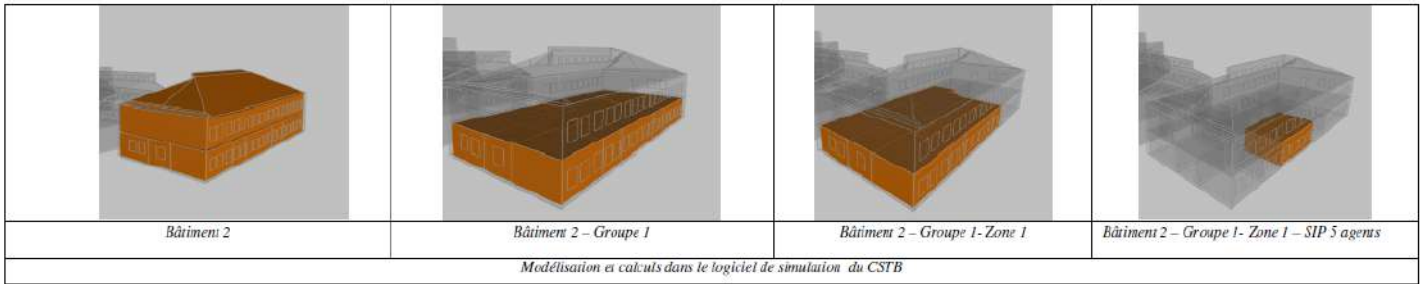 Bâtiment 2
Bâtiment 2 – Groupe 1
Bâtiment 2 – Groupe 1- Zone 1
Bâtiment 2 – Groupe 1- Zone 1 – SIP 5 agents
Modélisation et calculs dans le logiciel de simulation du CSTB